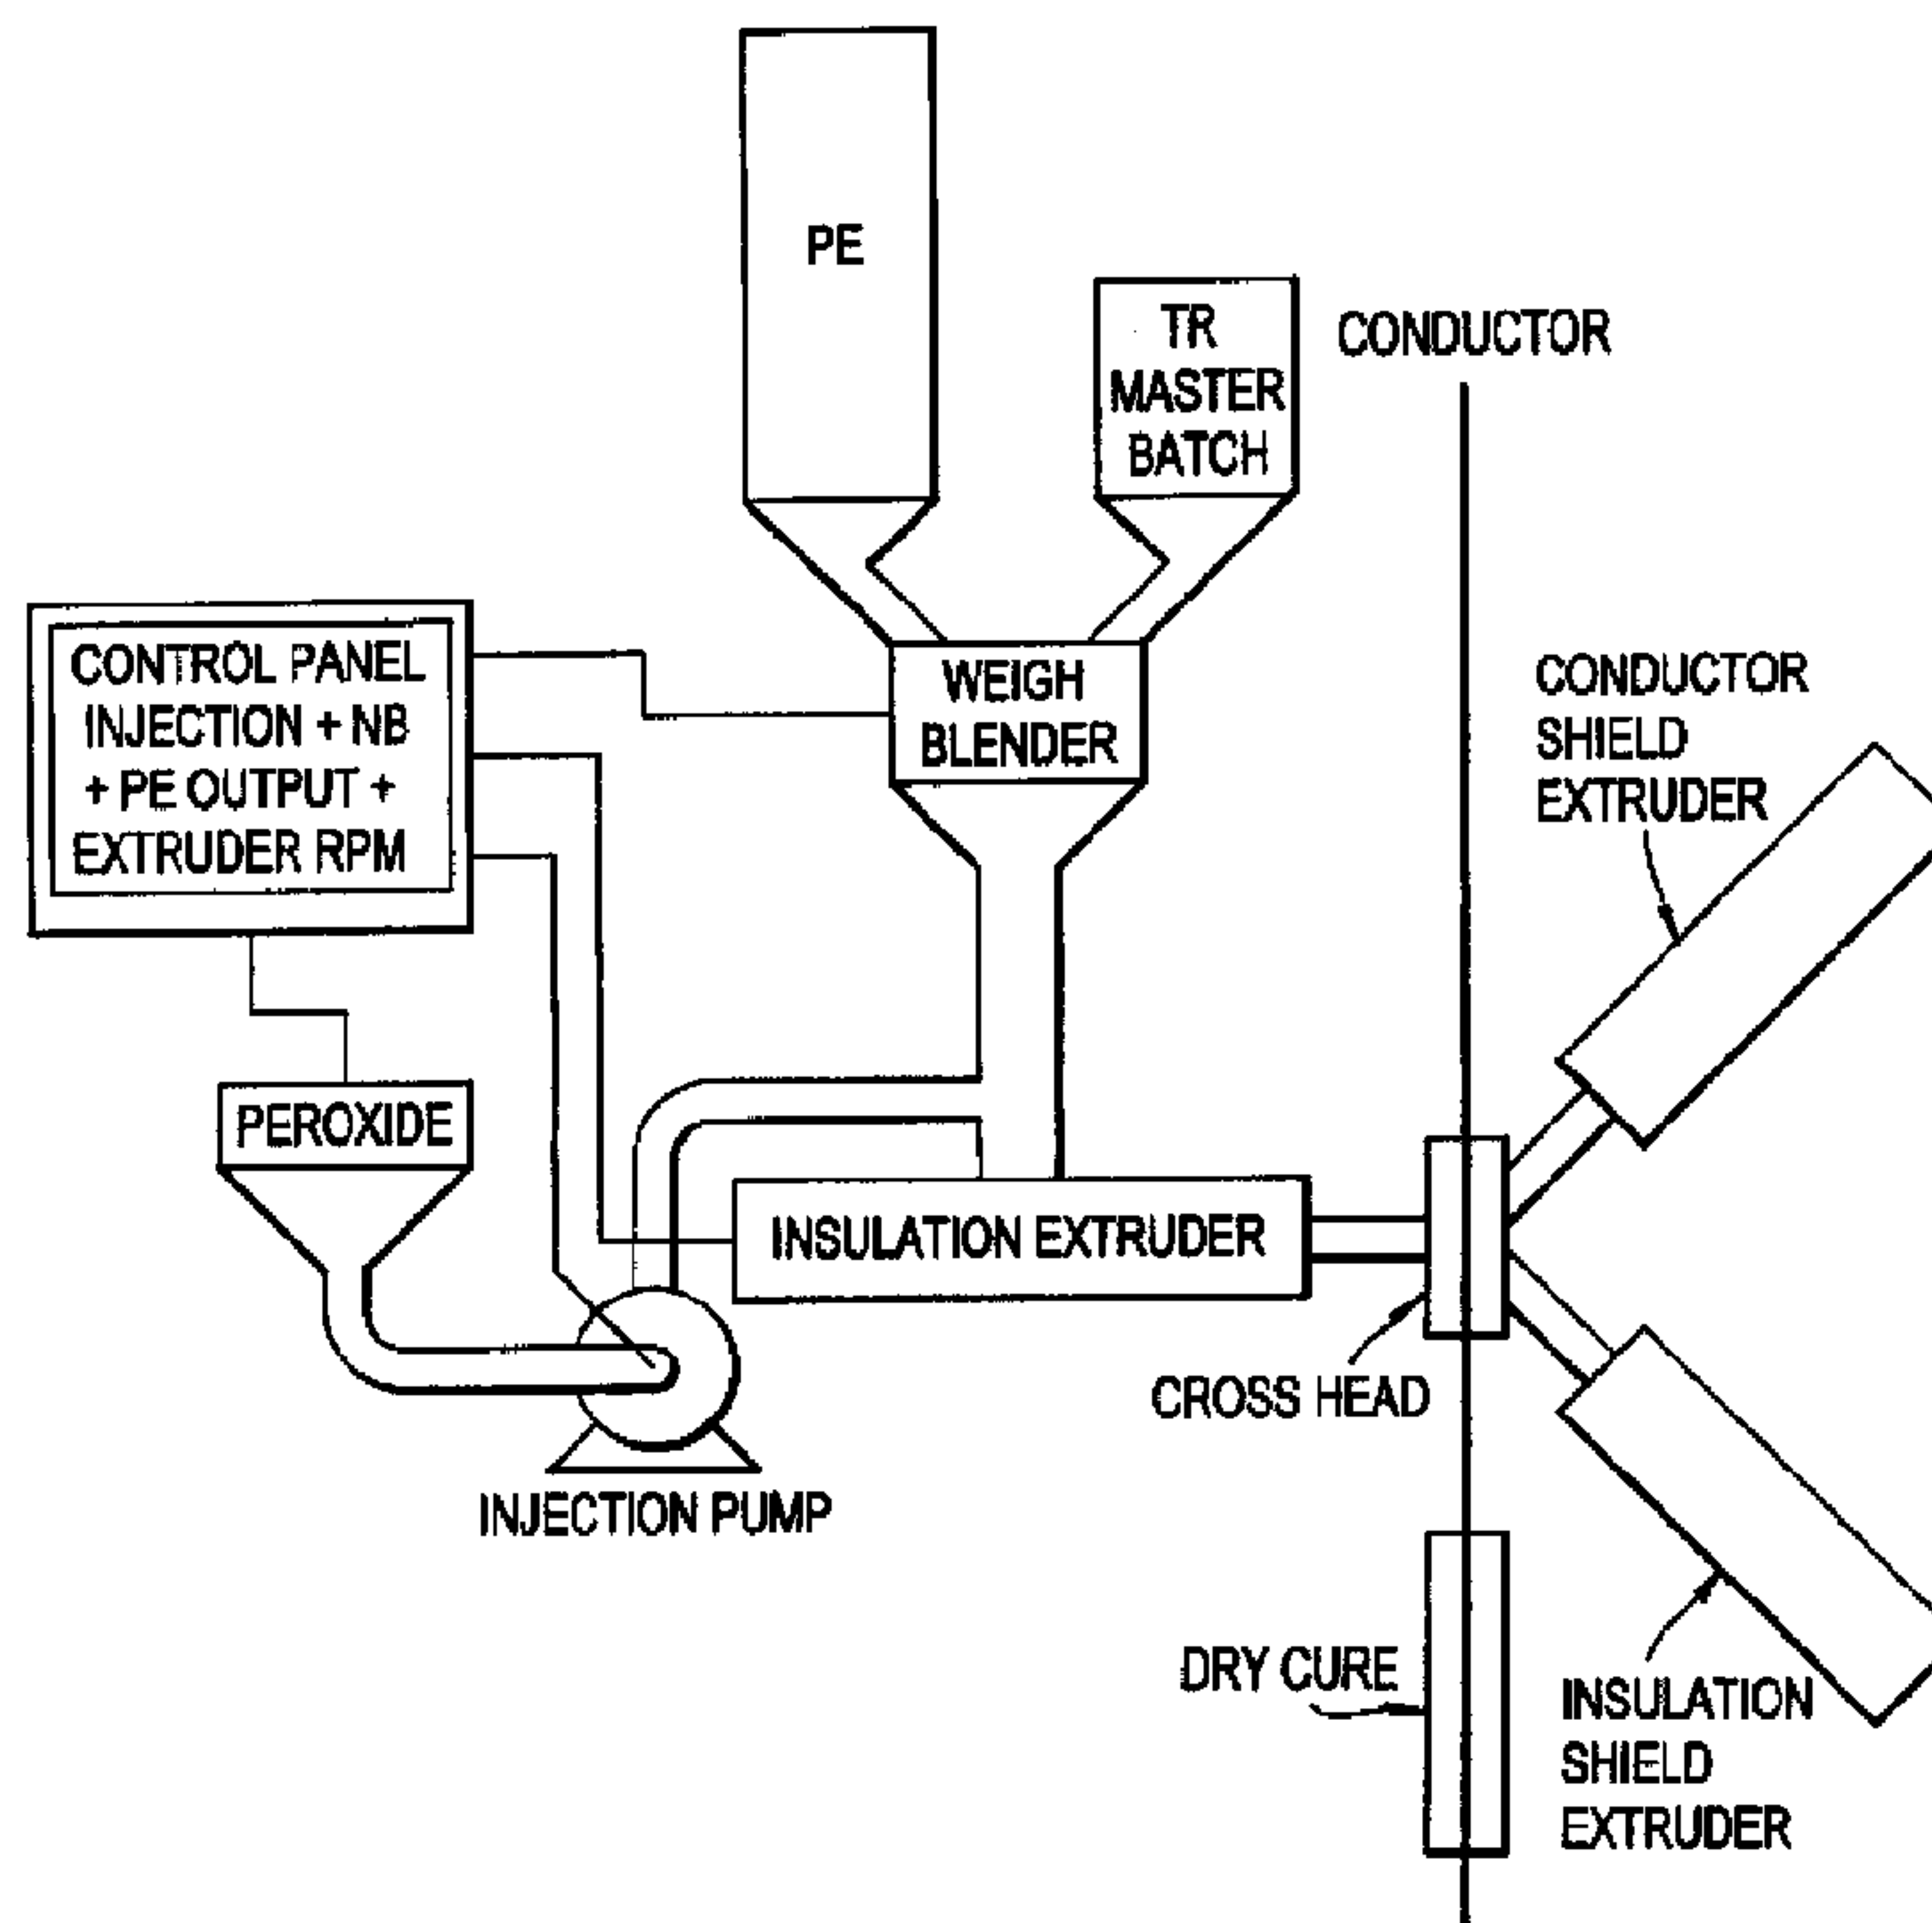 PE
TR
MASTER
BATCH
CONDUCTOR
CONTROL PANEL
INJECTION + NB
+ PE OUTPUT +
EXTRUDER RPM
WEIGH
BLENDER
CONDUCTOR
SHIELD
EXTRUDER
PEROXIDE
INSULATION EXTRUDER
CROSS HEAD
INJECTION PUMP
DRY CURE
INSULATION
SHIELD
EXTRUDER